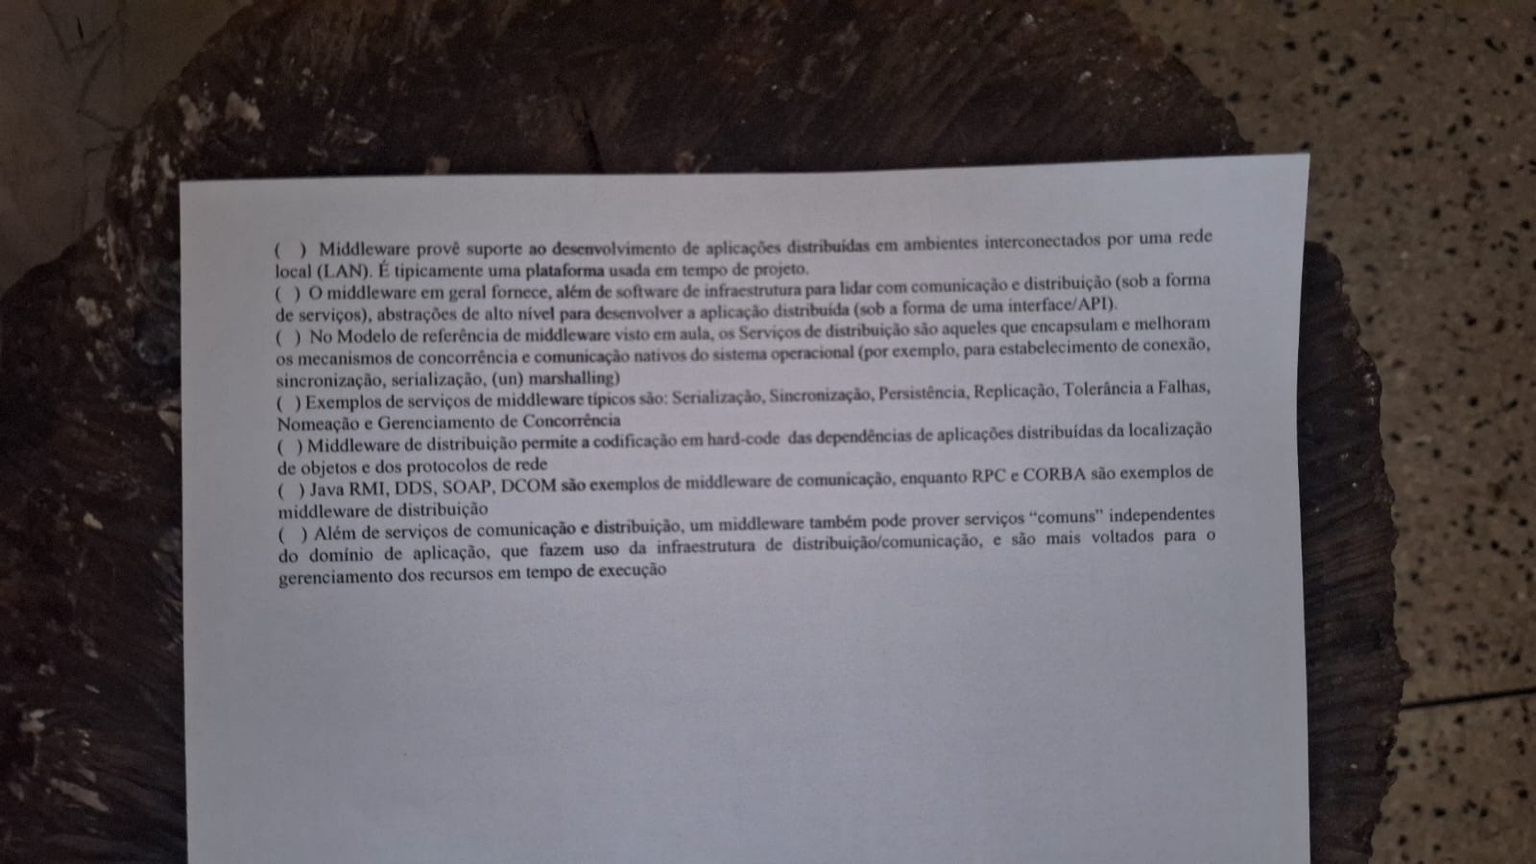 ( ) Middleware provê suporte ao desenvolvimento de aplicações distribuídas em ambientes interconectados por uma rede
local (LAN). É tipicamente uma plataforma usada em tempo de projeto.
( ) O middleware em geral fornece, além de software de infraestrutura para lidar com comunicação e distribuição (sob a forma
de serviços), abstrações de alto nível para desenvolver a aplicação distribuída (sob a forma de uma interface/API).
( ) No Modelo de referência de middleware visto em aula, os Serviços de distribuição são aqueles que encapsulam e melhoram
os mecanismos de concorrência e comunicação nativos do sistema operacional (por exemplo, para estabelecimento de conexão,
sincronização, serialização, (un) marshalling)
( ) Exemplos de serviços de middleware típicos são: Serialização, Sincronização, Persistência, Replicação, Tolerância a Falhas,
Nomeação e Gerenciamento de Concorrência
( ) Middleware de distribuição permite a codificação em hard-code das dependências de aplicações distribuídas da localização
de objetos e dos protocolos de rede
( ) Java RMI, DDS, SOAP, DCOM são exemplos de middleware de comunicação, enquanto RPC e CORBA são exemplos de
middleware de distribuição
( ) Além de serviços de comunicação e distribuição, um middleware também pode prover serviços “comuns” independentes
do domínio de aplicação, que fazem uso da infraestrutura de distribuição/comunicação, e são mais voltados para o
gerenciamento dos recursos em tempo de execução